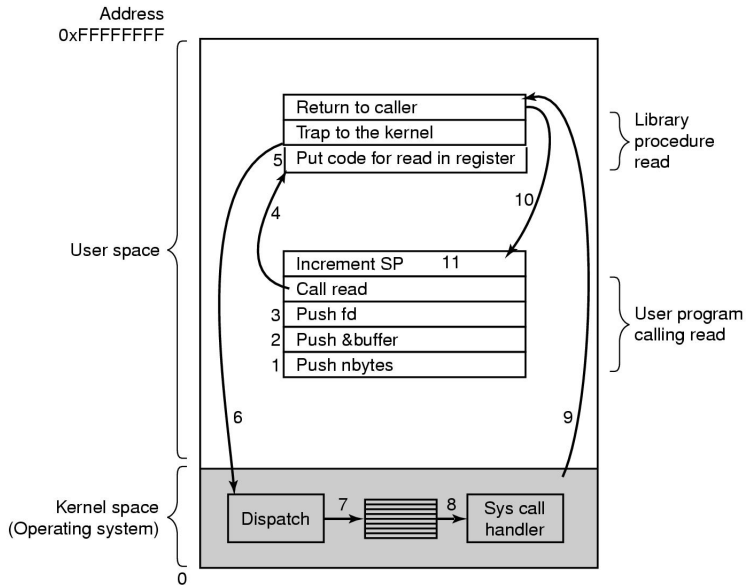 Address
0xFFFFFFFF
Return to caller
Trap to the kernel
5 Put code for read in register
Library
procedure
read
4
10
User space
Increment SP 11
Call read
3 Push fd
2 Push &buffer
1 Push nbytes
User program
calling read
6
9
Kernel space
(Operating system)
Dispatch
7
8
Sys call
handler
0